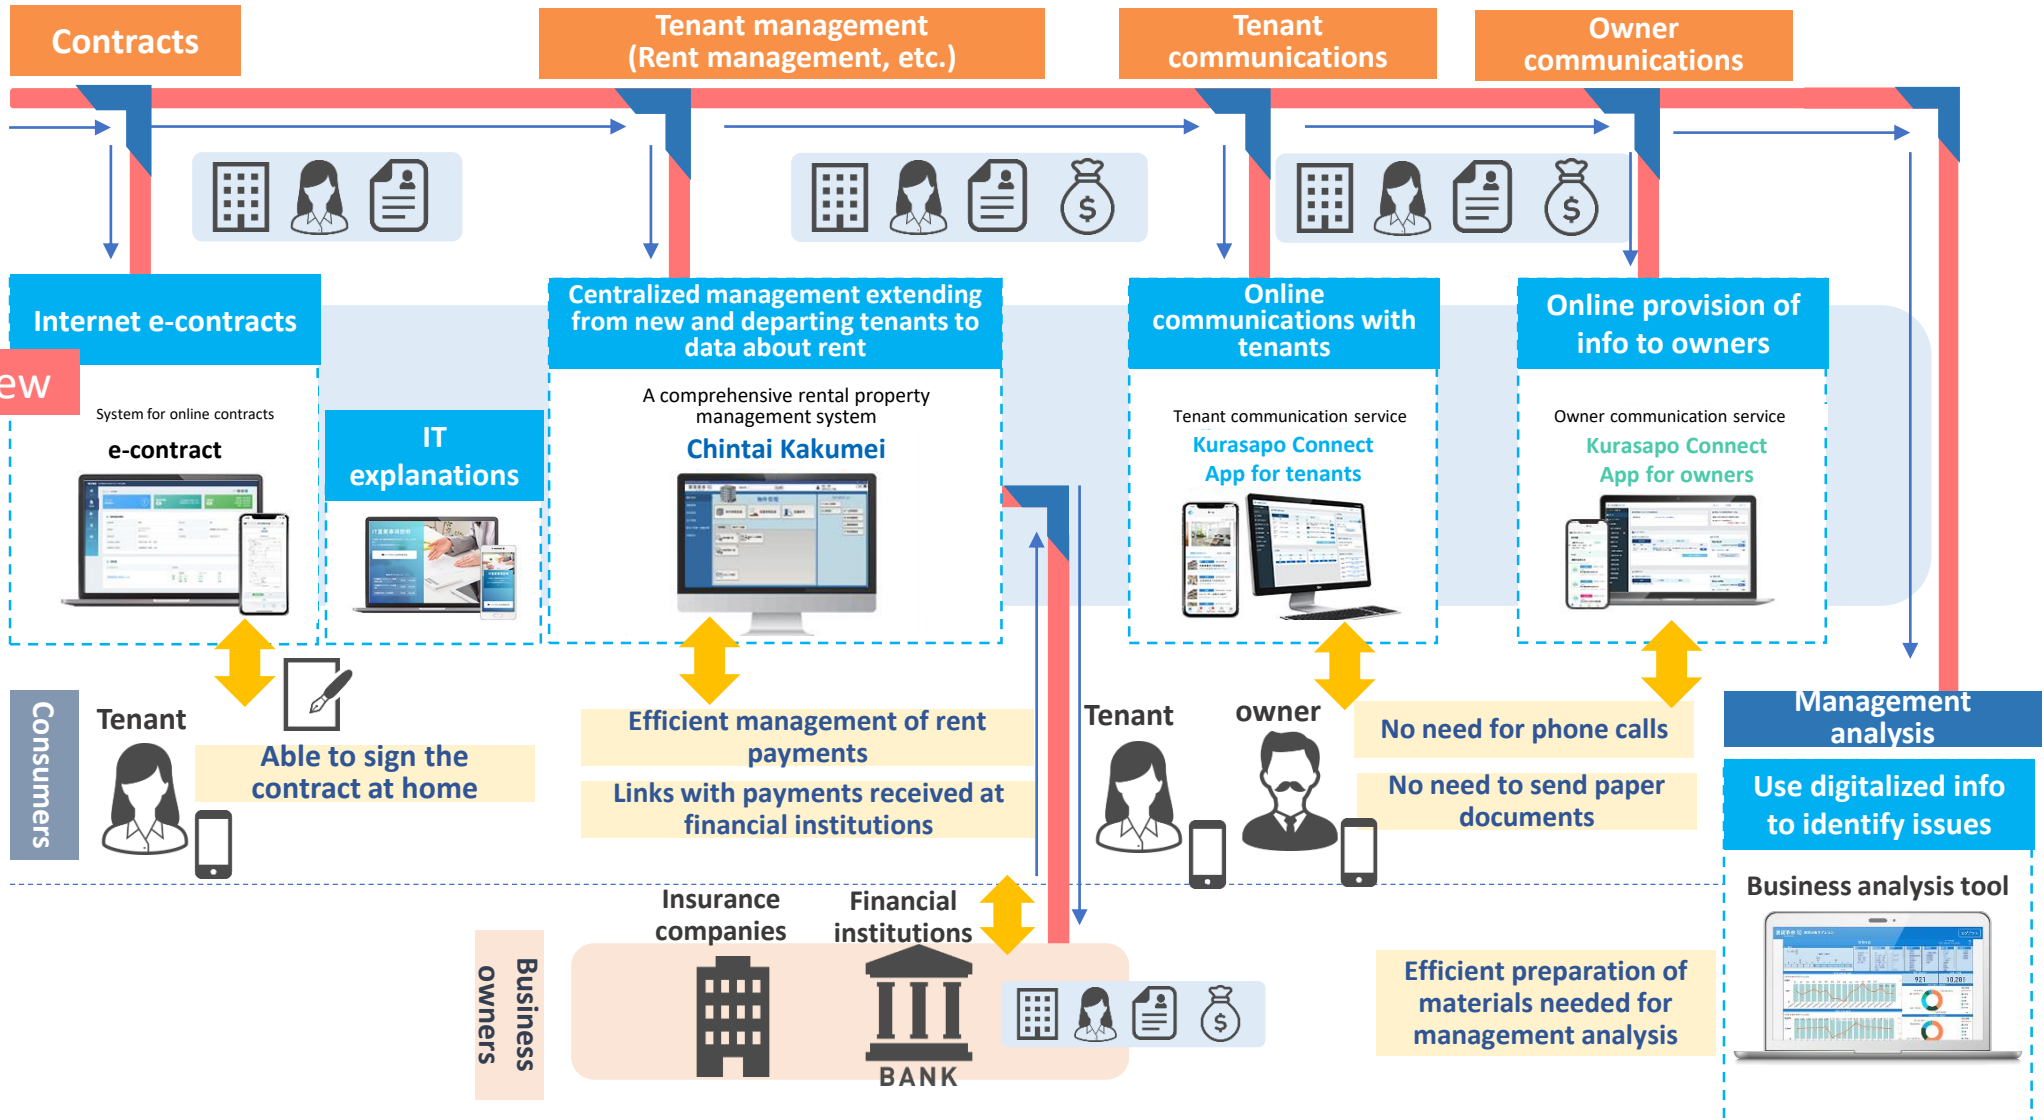 Contracts
Tenant management
(Rent management, etc.)
Tenant
communications
Owner
communications
Internet e-contracts
Centralized management extending
from new and departing tenants to
data about rent
Online
communications with
tenants
Online provision of
info to owners
ew
System for online contracts
e-contract
IT
explanations
A comprehensive rental property
management system
Chintai Kakumei
Tenant communication service
Kurasapo Connect
App for tenants
Owner communication service
Kurasapo Connect
App for owners
Consumers
Tenant
Able to sign the
contract at home
Efficient management of rent
payments
Links with payments received at
financial institutions
Tenant
owner
No need for phone calls
No need to send paper
documents
Management
analysis
Use digitalized info
to identify issues
Business analysis tool
Business
owners
Insurance
companies
Financial
institutions
BANK
Efficient preparation of
materials needed for
management analysis